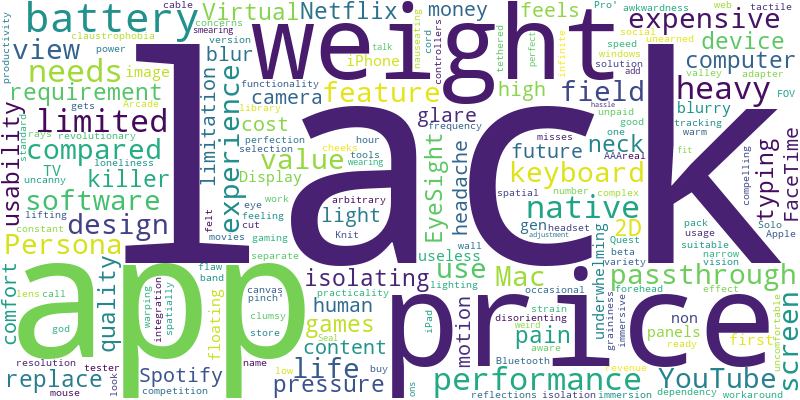 cable
battery
Virtual
Netflix
money
feels
Pro'
awkwardness
web
tactile
concerns
smearing
cord
controllers
nauseating
talk
expensive
productivity
view
claustrophobia
power
version
weight
iPhone
tethered
perfect
infinite
windows
social
unearned
needs
image
blur
functionality
speed
solution
add
device
computer
valley
adapter
requirement
Arcade
gets
library
camera
feature
high
field
heavy
FOV
standard
limited
rays
revolutionary
limitation
experience
cost
perfection
selection
hour
tools
glare
frequency
hassle
misses
unpaid
good
one
blurry
tracking
warm
usability
compared
loneliness
TV
uncanny
killer
value
Display
cheeks
wearing
lack
headache
future
AAAreal
neck
fit
typing
compelling
FaceTime
software
lifting
constant
design
felt
movies
eye
feeling
cut
work
gaming
light
arbitrary
Knit
EyeSight
spatial
keyboard
number
complex
native
pack
usage
Solo
Apple
Persona
comfort
flaw
band
separate
wall
useless
lighting
gen
headset
adjustment
2D
Quest
beta
variety
suitable
narrow
vision
app
quality
warping
integration
spatially
floating
canvas
pinch'
clumsy
store
isolating
human
games
practicality
use
Mac
occasional
strain
aware
weird
disorienting
underwhelming
passthrough
forehead
effect
uncomfortable
screen
lens
call
god
price
content
iPad
motion
pain
graininess
immersive
non
panels
ready
first
resolution
tester
look
name
Seal
low
life
performance
Bluetooth
revenue
YouTube
replace
mouse
Spotify
competition
pressure
buy
ons
reflections
isolation
immersion
dependency
workaround